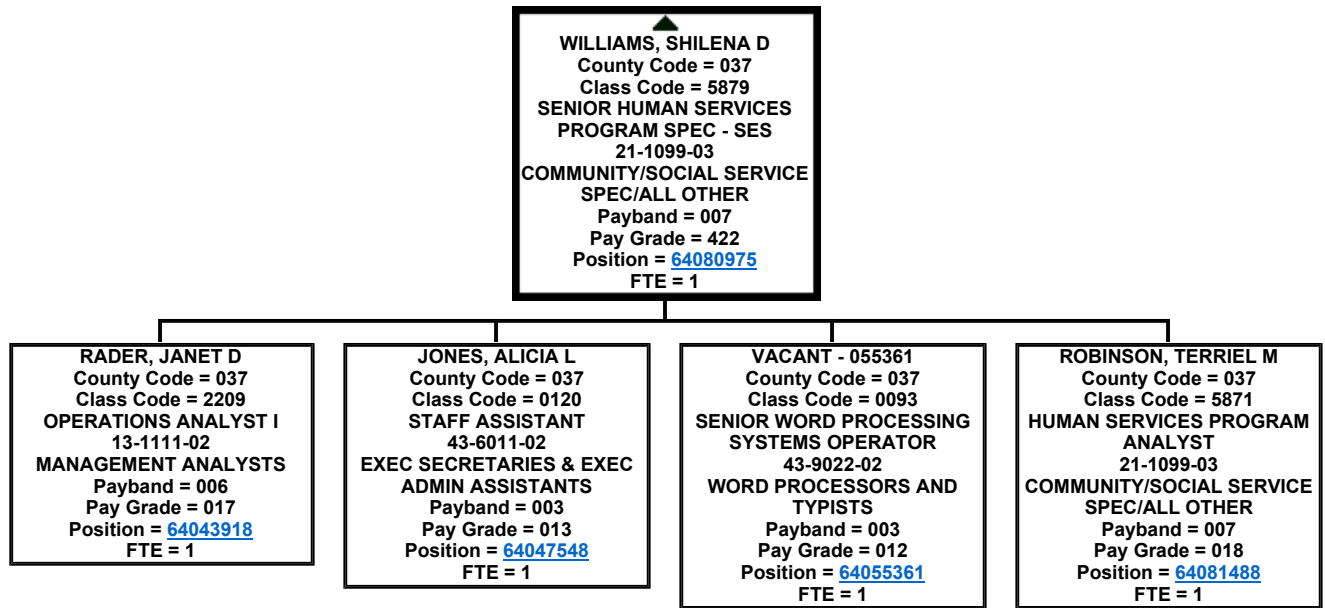 WILLIAMS, SHILENA D
County Code = 037
Class Code = 5879
SENIOR HUMAN SERVICES
PROGRAM SPEC - SES
21-1099-03
COMMUNITY/SOCIAL SERVICE
SPEC/ALL OTHER
Payband = 007
Pay Grade = 422
Position = 64080975
FTE = 1
RADER, JANET D
County Code = 037
Class Code = 2209
OPERATIONS ANALYST I
13-1111-02
MANAGEMENT ANALYSTS
Payband = 006
Pay Grade = 017
Position = 64043918
FTE = 1
JONES, ALICIA L
County Code = 037
Class Code = 0120
STAFF ASSISTANT
43-6011-02
EXEC SECRETARIES & EXEC
ADMIN ASSISTANTS
Payband = 003
Pay Grade = 013
Position = 64047548
FTE = 1
VACANT - 055361
County Code = 037
Class Code = 0093
SENIOR WORD PROCESSING
SYSTEMS OPERATOR
43-9022-02
WORD PROCESSORS AND
TYPISTS
Payband = 003
Pay Grade = 012
Position = 64055361
FTE = 1
ROBINSON, TERRIEL M
County Code = 037
Class Code = 5871
HUMAN SERVICES PROGRAM
ANALYST
21-1099-03
COMMUNITY/SOCIAL SERVICE
SPEC/ALL OTHER
Payband = 007
Pay Grade = 018
Position = 64081488
FTE = 1